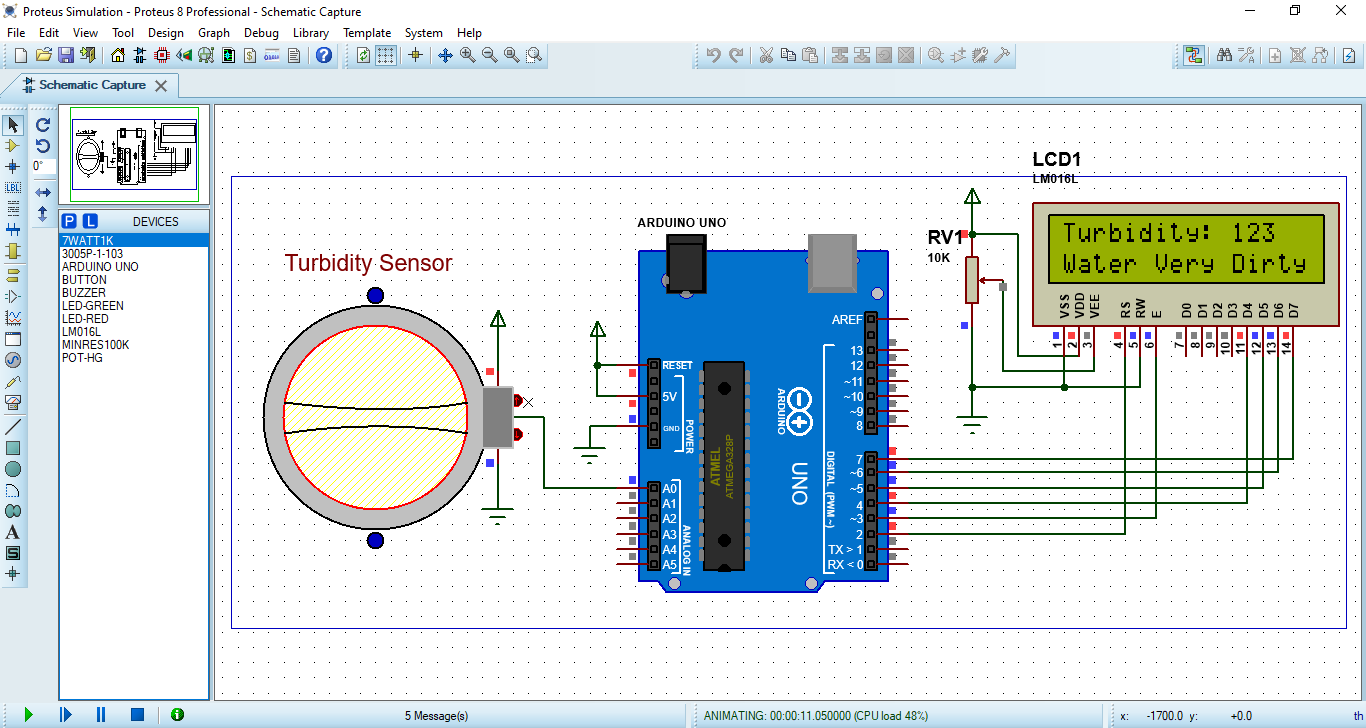 Proteus Simulation - Proteus 8 Professional - Schematic Capture
File Edit View Tool Design Graph Debug Library Template System Help
Schematic Capture
0°
LBL
P L DEVICES
7WATT1K
3005P-1-103
ARDUINO UNO
BUTTON
BUZZER
LED-GREEN
LED-RED
LM016L
MINRES100K
POT-HG
A
S
Turbidity Sensor
ARDUINO UNO
RESET
5V
GND
POWER
A0
A1
A2
A3
A4
A5
ANALOG IN
ATMEL
ATMEGA328P
ARDUINO
UNO
AREF
13
12
~11
~10
~9
8
7
~6
~5
4
~3
2
TX > 1
RX < 0
DIGITAL (PWM ~)
RV1
10K
LCD1
LM016L
Turbidity: 123
Water Very Dirty
VSS VDD VEE RS RW E D0 D1 D2 D3 D4 D5 D6 D7
1 2 3 4 5 6 7 8 9 10 11 12 13 14
5 Message(s)
ANIMATING: 00:00:11.050000 (CPU load 48%)
x: -1700.0 y: +0.0 th